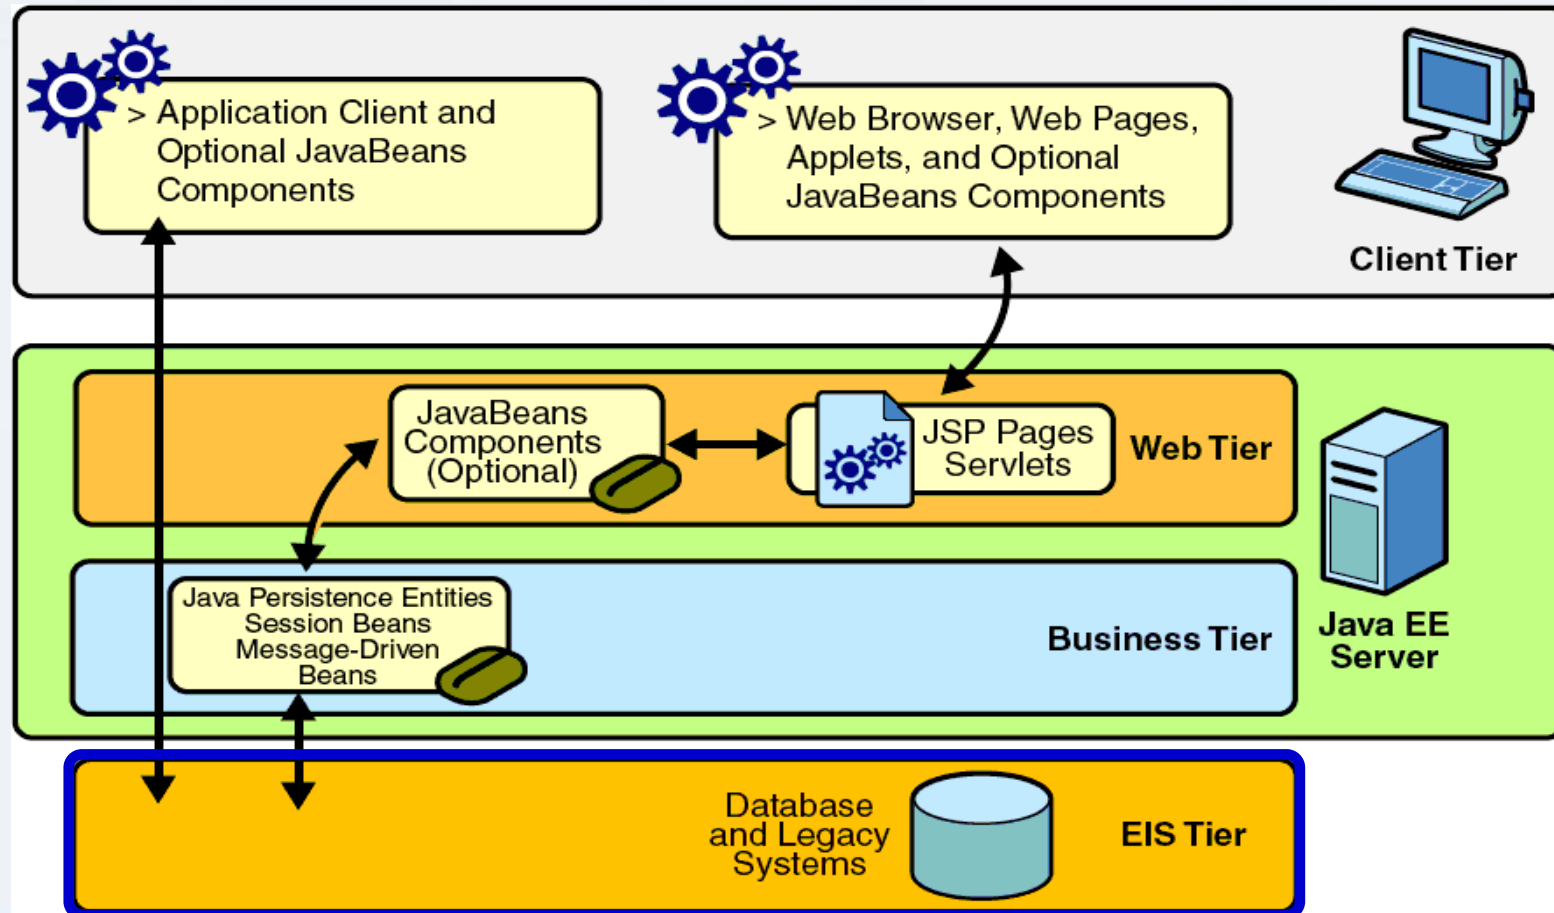 > Application Client and
Optional JavaBeans
Components
> Web Browser, Web Pages,
Applets, and Optional
JavaBeans Components
Client Tier
JavaBeans
Components
(Optional)
JSP Pages
Servlets
Web Tier
Java Persistence Entities
Session Beans
Message-Driven
Beans
Business Tier
Java EE
Server
Database
and Legacy
Systems
EIS Tier